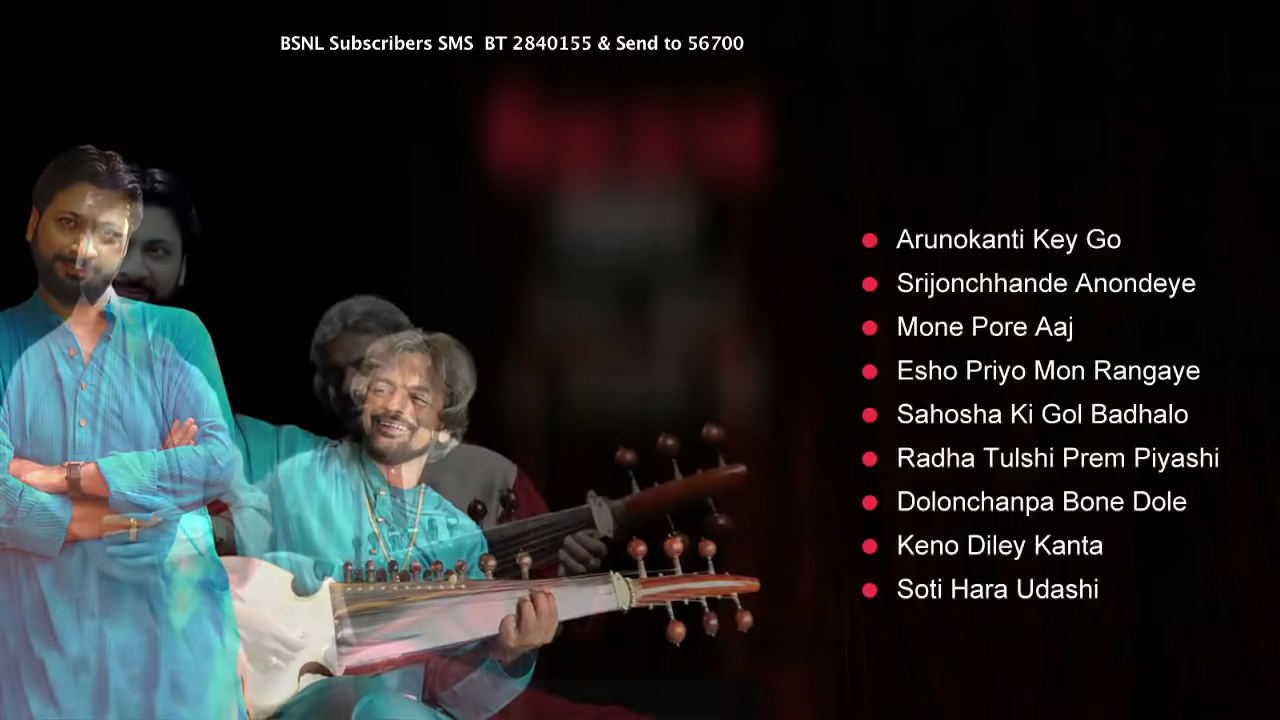 BSNL Subscribers SMS  BT 2840155 & Send to 56700
Arunokanti Key Go
Srijonchhande Anondeye
Mone Pore Aaj
Esho Priyo Mon Rangaye
Sahosha Ki Gol Badhalo
Radha Tulshi Prem Piyashi
Dolonchanpa Bone Dole
Keno Diley Kanta
Soti Hara Udashi